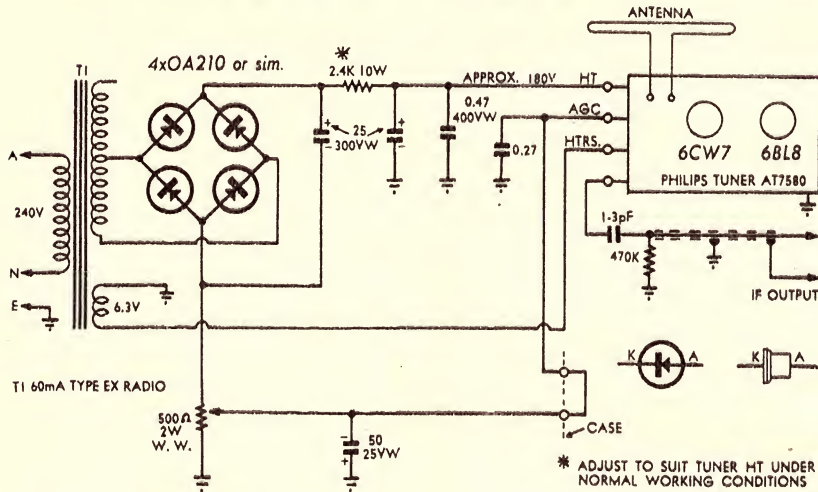 ANTENNA
T1
4xOA210 or sim.
*
2.4K 10W
APPROX. 180V
HT
0.47
400VW
AGC
25
300VW
0.27
HTRS.
6CW7
6BL8
PHILIPS TUNER AT7580
A
240V
N
E
6.3V
1-3pF
470K
IF OUTPUT
K
A
K
A
T1 60mA TYPE EX RADIO
500Ω
2W
W. W.
50
25VW
CASE
* ADJUST TO SUIT TUNER HT UNDER
NORMAL WORKING CONDITIONS